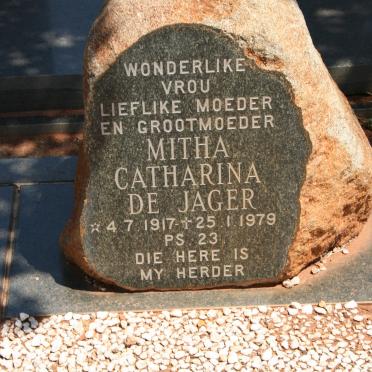 WONDERLIKE
VROU
LIEFLIKE MOEDER
EN GROOTMOEDER
MITHA
CATHARINA
DE JAGER
☆ 4 7 1917 - ✝ 25 1 1979
PS 23
DIE HERE IS
MY HERDER